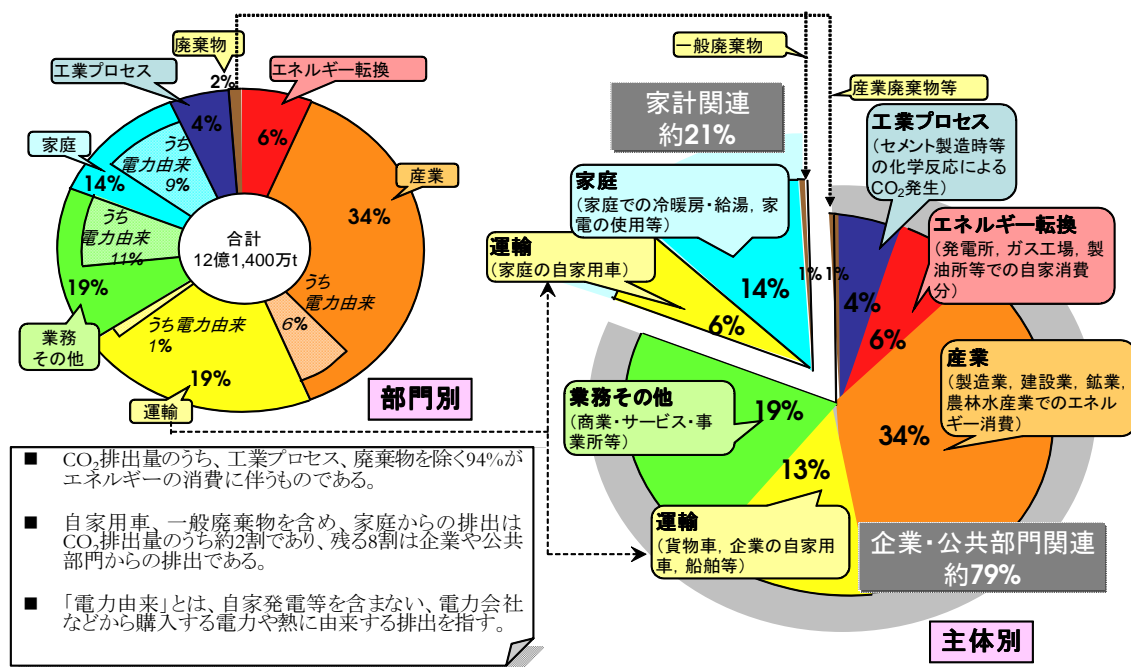 廃棄物
2%
工業プロセス
4%
エネルギー転換
6%
家庭
14%
うち
電力由来
9%
産業
34%
うち
電力由来
11%
合計
12億1,400万t
うち
電力由来
6%
19%
業務
その他
うち電力由来
1%
19%
運輸
部門別
■ CO₂排出量のうち、工業プロセス、廃棄物を除く94%が
エネルギーの消費に伴うものである。
■ 自家用車、一般廃棄物を含め、家庭からの排出は
CO₂排出量のうち約2割であり、残る8割は企業や公共
部門からの排出である。
■ 「電力由来」とは、自家発電等を含まない、電力会社
などから購入する電力や熱に由来する排出を指す。
一般廃棄物
産業廃棄物等
家計関連
約21%
工業プロセス
(セメント製造時等
の化学反応による
CO₂発生)
家庭
(家庭での冷暖房・給湯, 家
電の使用等)
エネルギー転換
(発電所, ガス工場, 製
油所等での自家消費
分)
運輸
(家庭の自家用車)
1%
1%
14%
4%
6%
6%
業務その他
(商業・サービス・事
業所等)
19%
産業
(製造業, 建設業, 鉱業,
農林水産業でのエネル
ギー消費)
34%
13%
運輸
(貨物車, 企業の自家用
車, 船舶等)
企業・公共部門関連
約79%
主体別